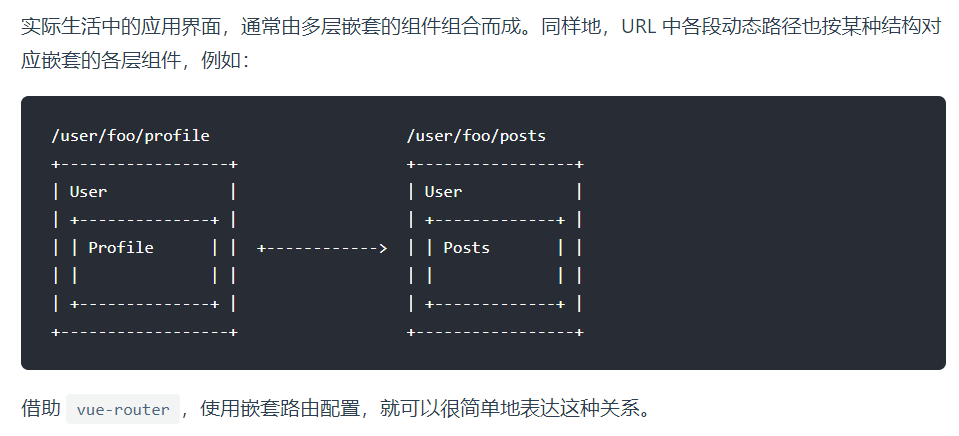 实际生活中的应用界面，通常由多层嵌套的组件组合而成。同样地，URL 中各段动态路径也按某种结构对
应嵌套的各层组件，例如：
/user/foo/profile                     /user/foo/posts
+------------------+                  +-----------------+
| User             |                  | User            |
| +--------------+ |                  | +-------------+ |
| | Profile      | |  +------------>  | | Posts       | |
| |              | |                  | |             | |
| +--------------+ |                  | +-------------+ |
+------------------+                  +-----------------+
借助 vue-router，使用嵌套路由配置，就可以很简单地表达这种关系。